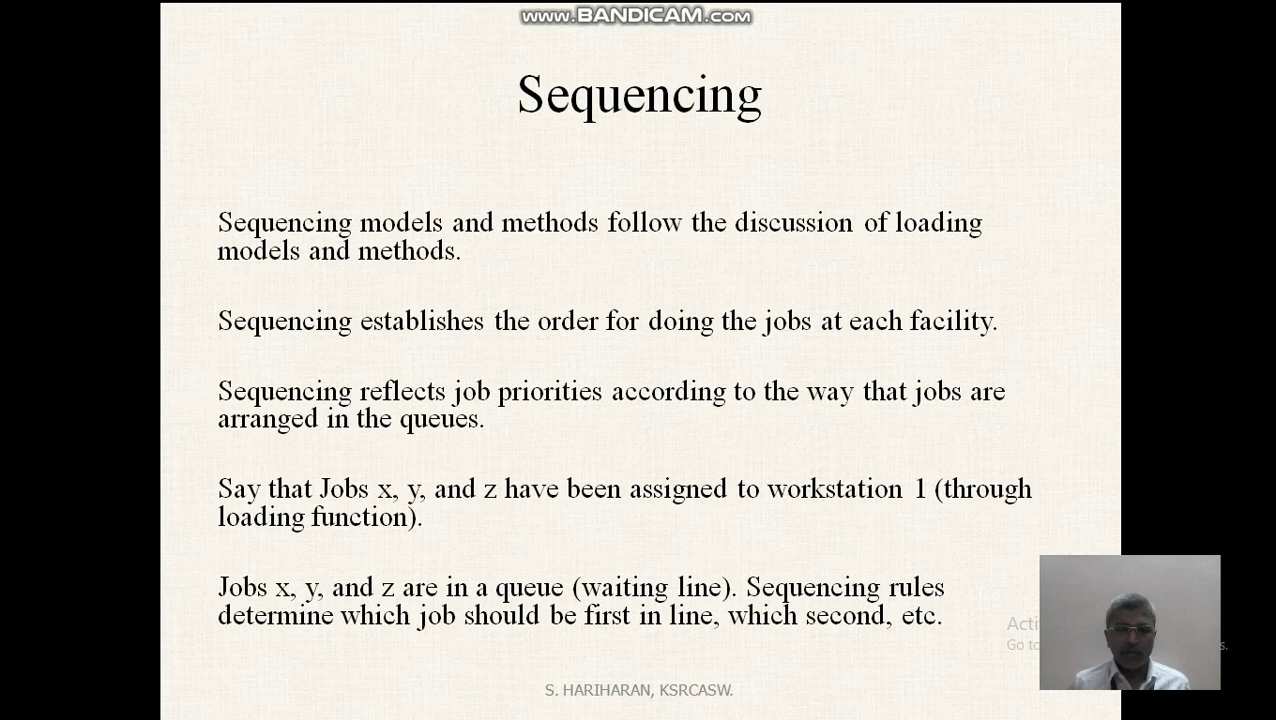 www.BANDICAM.com
Sequencing
Sequencing models and methods follow the discussion of loading
models and methods.
Sequencing establishes the order for doing the jobs at each facility.
Sequencing reflects job priorities according to the way that jobs are
arranged in the queues.
Say that Jobs x, y, and z have been assigned to workstation 1 (through
loading function).
Jobs x, y, and z are in a queue (waiting line). Sequencing rules
determine which job should be first in line, which second, etc.
Go to
S. HARIHARAN, KSRCASW.